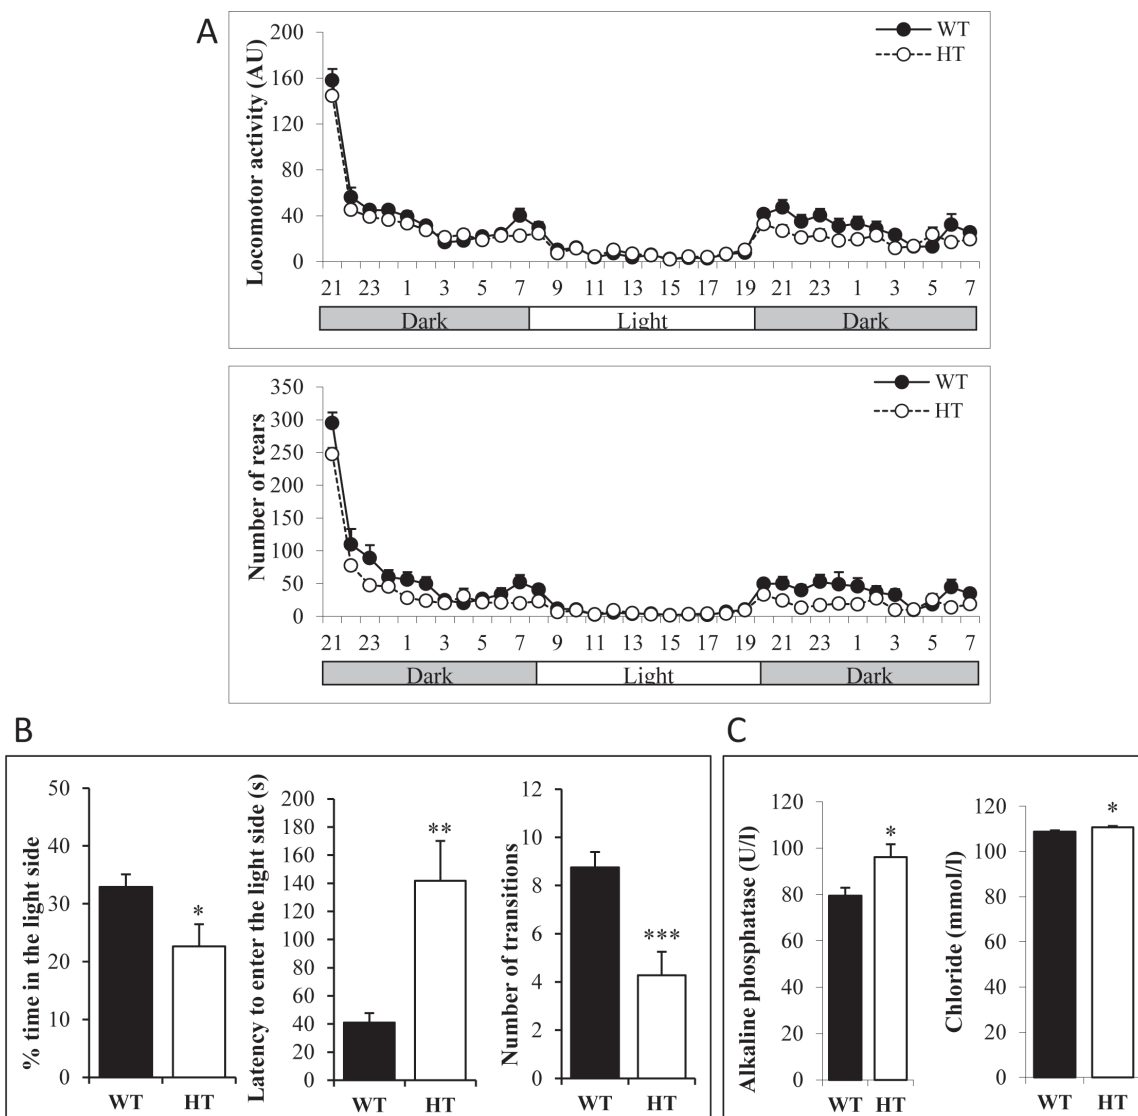 A
Locomotor activity (AU)
200
160
120
80
40
0
WT
HT
21 23 1 3 5 7 9 11 13 15 17 19 21 23 1 3 5 7
Dark Light Dark
Number of rears
350
300
250
200
150
100
50
0
WT
HT
21 23 1 3 5 7 9 11 13 15 17 19 21 23 1 3 5 7
Dark Light Dark
B
% time in the light side
50
40
30
20
10
0
*
WT HT
Latency to enter the light side (s)
200
180
160
140
120
100
80
60
40
20
0
**
WT HT
Number of transitions
12
10
8
6
4
2
0
***
WT HT
C
Alkaline phosphatase (U/l)
120
100
80
60
40
20
0
*
WT HT
Chloride (mmol/l)
120
100
80
60
40
20
0
*
WT HT